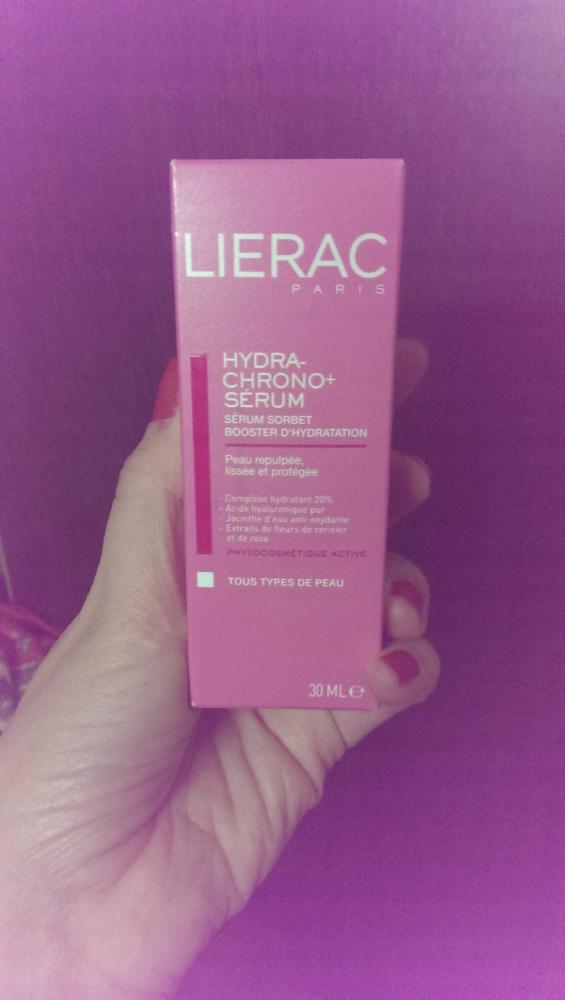 LIERAC
PARIS
HYDRA-
CHRONO+
SÉRUM
SÉRUM SORBET
BOOSTER D'HYDRATATION
Peau repulpée,
lissée et protégée
- Complexe hydratant 20%
- Acide hyaluronique pur
- Jacinthe d'eau anti-oxydante
- Extraits de fleurs de cerisier
et de rose
PHYTOCOSMÉTIQUE ACTIVE
TOUS TYPES DE PEAU
30 ML ℮